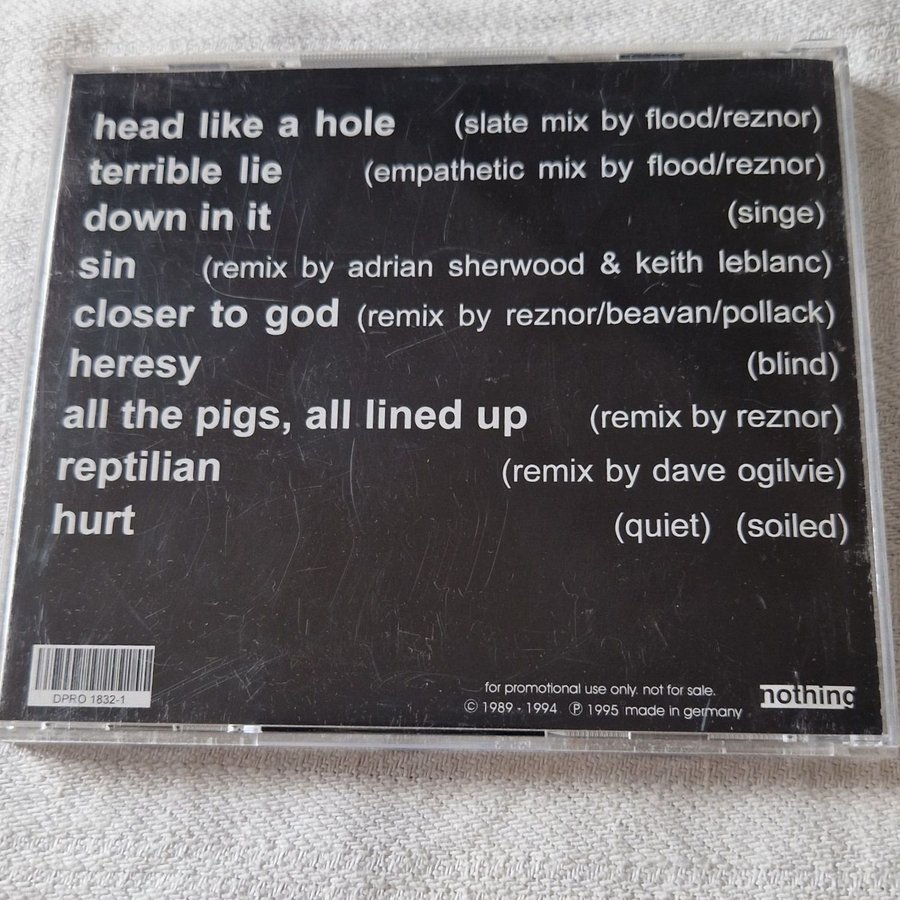 head like a hole (slate mix by flood/reznor)
terrible lie (empathetic mix by flood/reznor)
down in it (singe)
sin (remix by adrian sherwood & keith leblanc)
closer to god (remix by reznor/beavan/pollack)
heresy (blind)
all the pigs, all lined up (remix by reznor)
reptilian (remix by dave ogilvie)
hurt (quiet) (soiled)
DPRO 1832-1
for promotional use only. not for sale.
© 1989 - 1994 ℗ 1995 made in germany
nothing